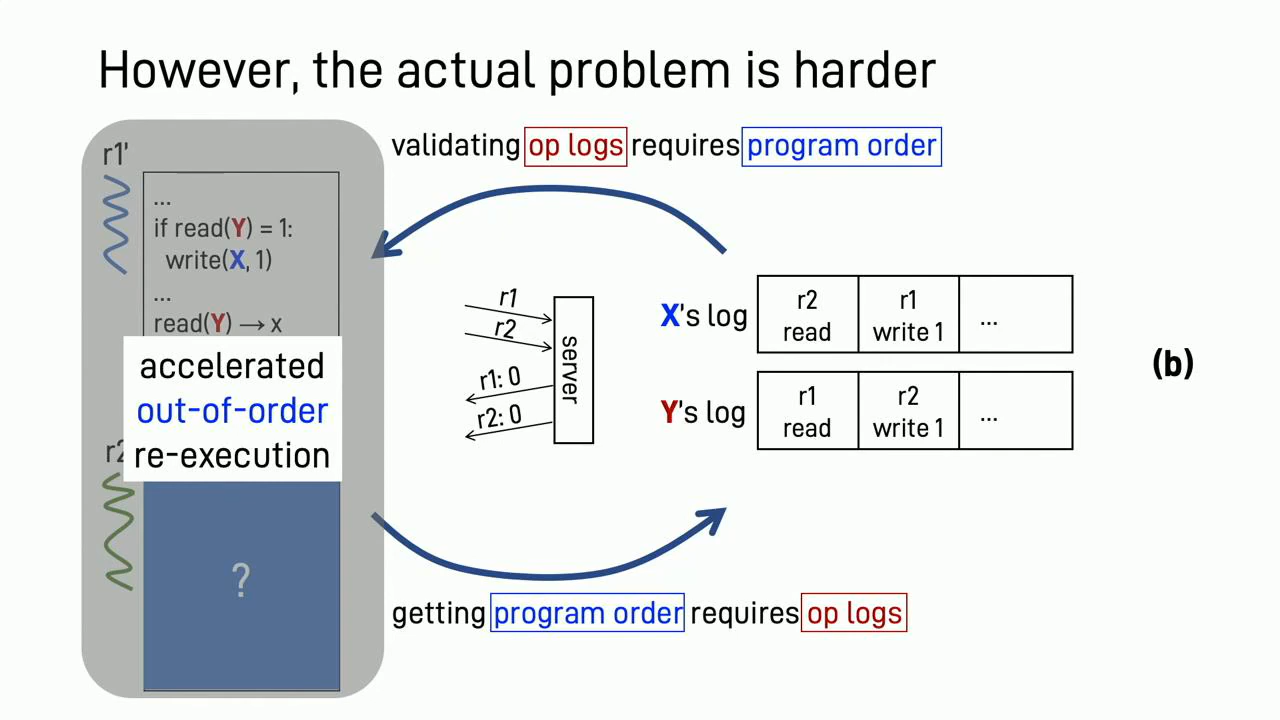 However, the actual problem is harder
validating op logs requires program order
r1'
...
if read(Y) = 1:
write(X, 1)
...
read(Y) → x
accelerated
out-of-order
re-execution
r2
?
r1
r2
r1: 0
r2: 0
server
X's log
r2
read
r1
write 1
...
Y's log
r1
read
r2
write 1
...
(b)
getting program order requires op logs